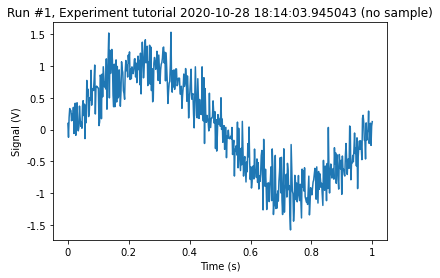 Run #1, Experiment tutorial 2020-10-28 18:14:03.945043 (no sample)
1.5
1
0.5
0
-0.5
-1
-1.5
Signal (V)
0 0.2 0.4 0.6 0.8 1
Time (s)